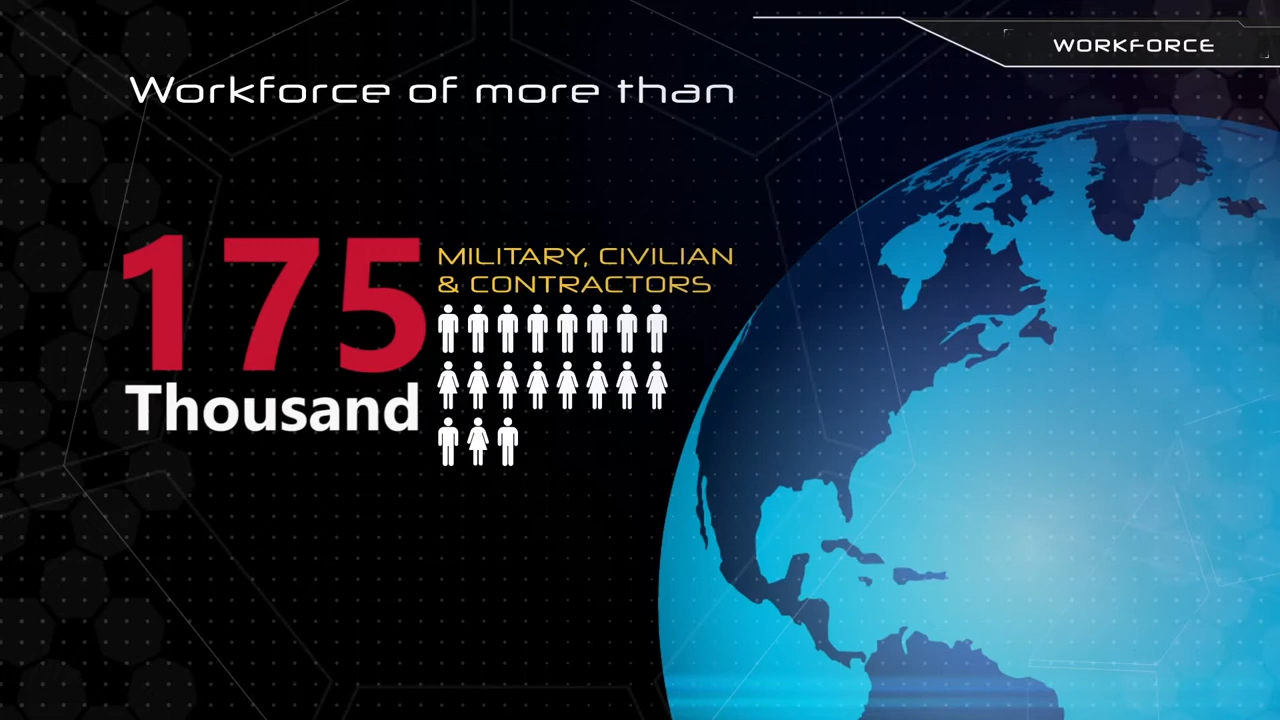 WORKFORCE
Workforce of more than
175
Thousand
MILITARY, CIVILIAN
& CONTRACTORS